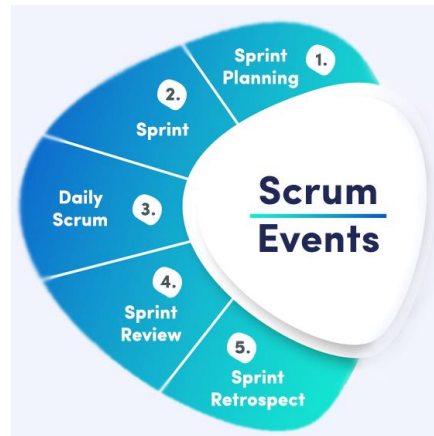 Sprint
Planning
1.
2.
Sprint
Daily
Scrum
3.
4.
Sprint
Review
5.
Sprint
Retrospect
Scrum
Events